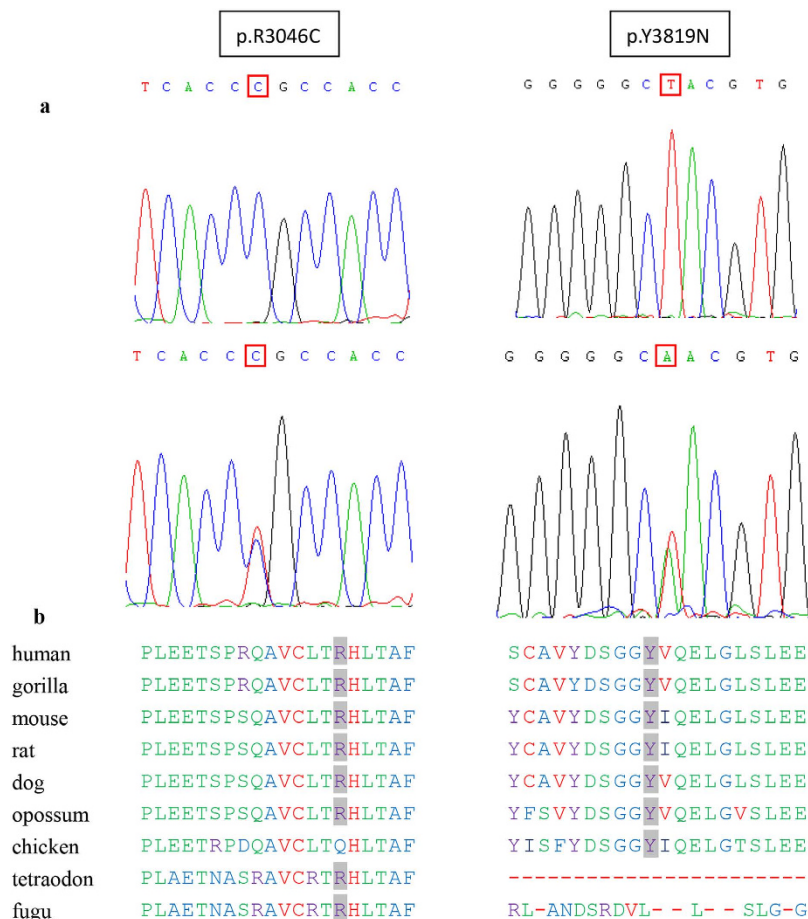 p.R3046C p.Y3819N
a
T C A C C C G C C A C C G G G G G C T A C G T G
T C A C C C G C C A C C G G G G G C A A C G T G
b
human PLEETSPRQAVCLTRHLTAF SCAVYDSGGYVQELGLSLEE
gorilla PLEETSPRQAVCLTRHLTAF SCAVYDSGGYVQELGLSLEE
mouse PLEETSPSQAVCLTRHLTAF YCAVYDSGGYIQELGLSLEE
rat PLEETSPSQAVCLTRHLTAF YCAVYDSGGYIQELGLSLEE
dog PLEETSPSQAVCLTRHLTAF YCAVYDSGGYVQELGLSLEE
opossum PLEETSPSQAVCLTRHLTAF YFSVYDSGGYVQELGVSLEE
chicken PLEETRPDQAVCLTQHLTAF YISFYDSGGYIQELGTSLEE
tetraodon PLAETNASRAVCRTRHLTAF --------------------
fugu PLAETNASRAVCRTRHLTAF RL-ANDSRDVL--L--SLG-G